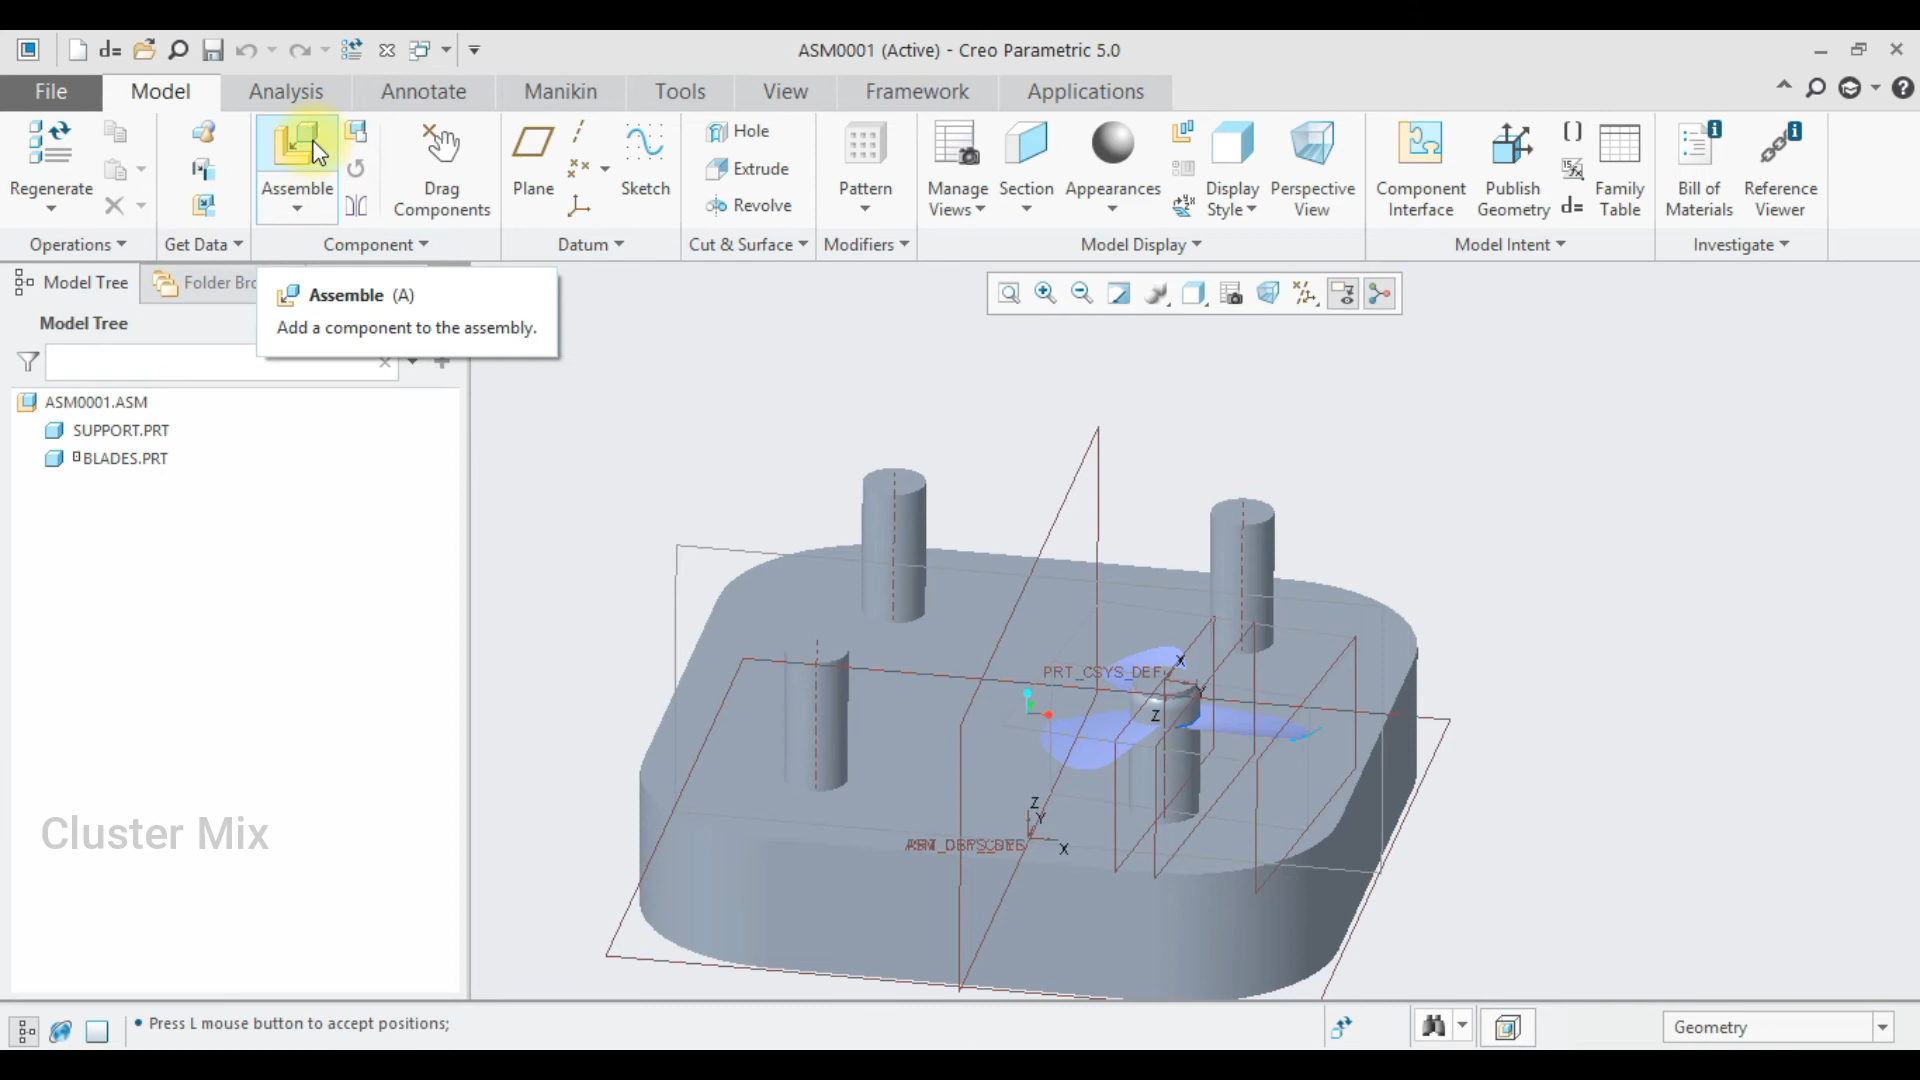 ASM0001 (Active) - Creo Parametric 5.0
d=
File Model Analysis Annotate Manikin Tools View Framework Applications
Regenerate
Assemble
Drag
Components
Plane
Sketch
Hole
Extrude
Revolve
Pattern
Manage
Views
Section
Appearances
Display
Style
Perspective
View
Component
Interface
Publish
Geometry
d=
Family
Table
Bill of
Materials
Reference
Viewer
Operations Get Data Component Datum Cut & Surface Modifiers Model Display Model Intent Investigate
Model Tree Folder Bro
Assemble (A)
Add a component to the assembly.
Model Tree
ASM0001.ASM
SUPPORT.PRT
BLADES.PRT
PRT_CSYS_DEF
X
Y
Z
Z
Y
X
Cluster Mix
Press L mouse button to accept positions;
Geometry